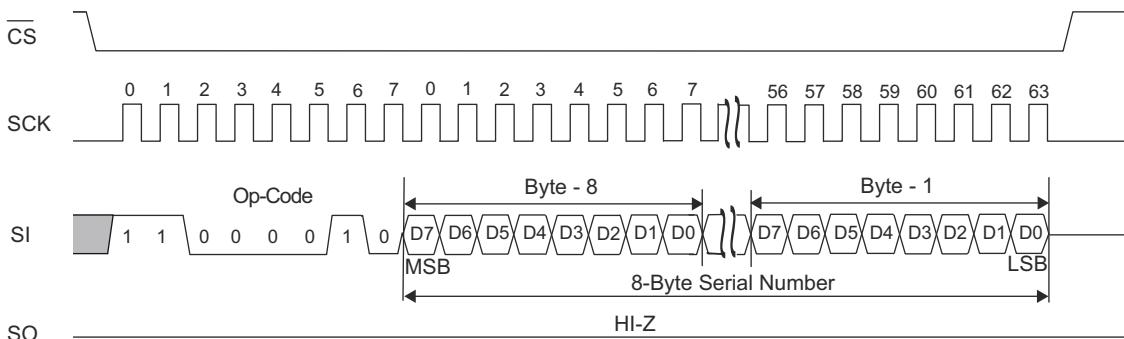 CS
0 1 2 3 4 5 6 7 0 1 2 3 4 5 6 7 56 57 58 59 60 61 62 63
SCK
Op-Code Byte - 8 Byte - 1
SI 1 1 0 0 0 0 1 0 D7 D6 D5 D4 D3 D2 D1 D0 D7 D6 D5 D4 D3 D2 D1 D0
MSB LSB
8-Byte Serial Number
HI-Z
SO